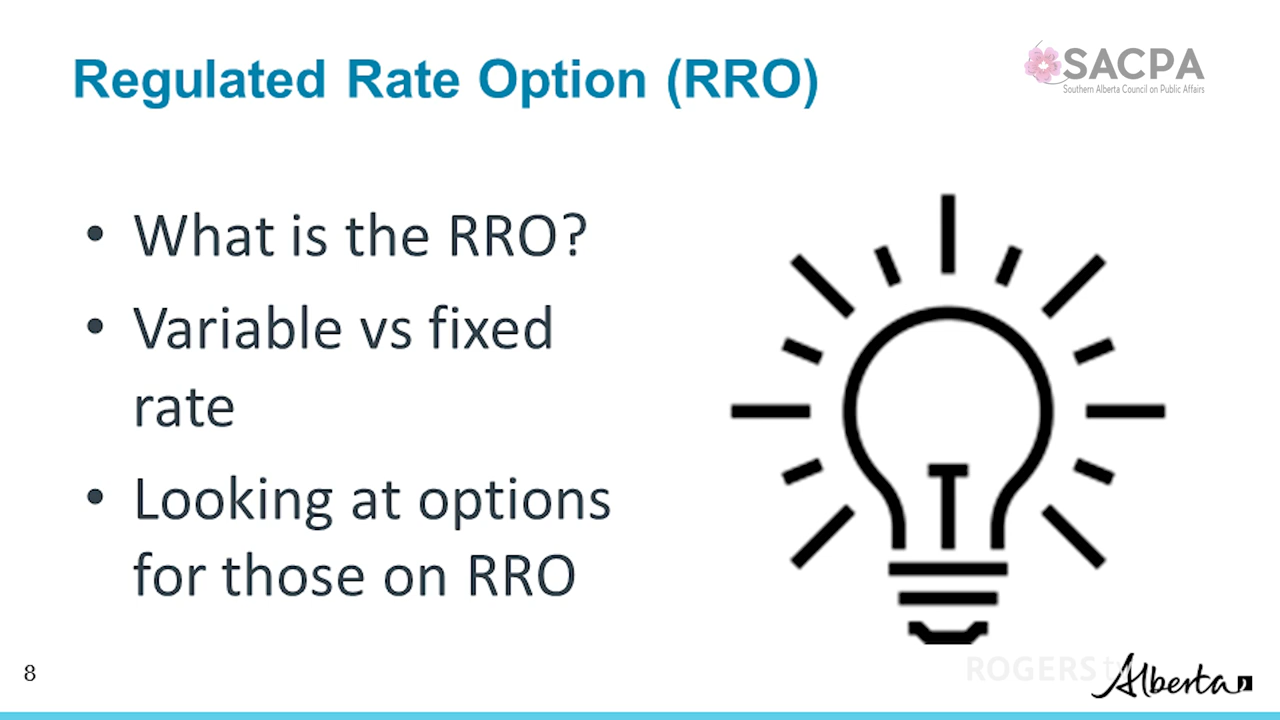 Regulated Rate Option (RRO)
SACPA
Southern Alberta Council on Public Affairs
• What is the RRO?
• Variable vs fixed
rate
• Looking at options
for those on RRO
8
ROGERS tv
Alberta